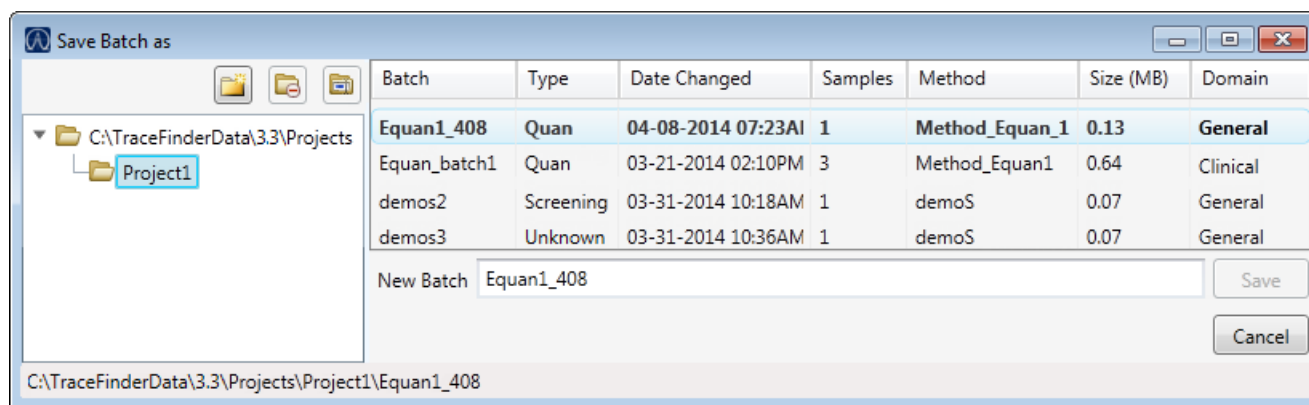 Save Batch as
Batch Type Date Changed Samples Method Size (MB) Domain
C:\TraceFinderData\3.3\Projects
Project1
Equan1_408 Quan 04-08-2014 07:23AI 1 Method_Equan_1 0.13 General
Equan_batch1 Quan 03-21-2014 02:10PM 3 Method_Equan1 0.64 Clinical
demos2 Screening 03-31-2014 10:18AM 1 demoS 0.07 General
demos3 Unknown 03-31-2014 10:36AM 1 demoS 0.07 General
New Batch Equan1_408 Save
Cancel
C:\TraceFinderData\3.3\Projects\Project1\Equan1_408